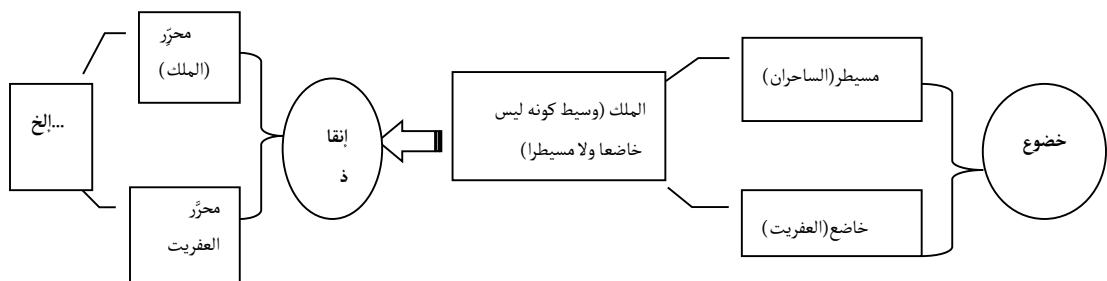 خضوع
مسيطر(الساحران)
خاضع(العفريت)
الملك (وسيط كونه ليس
خاضعا ولا مسيطرا)
إنقا
ذ
محرِّر
(الملك)
محرَّر
العفريت
...إلخ